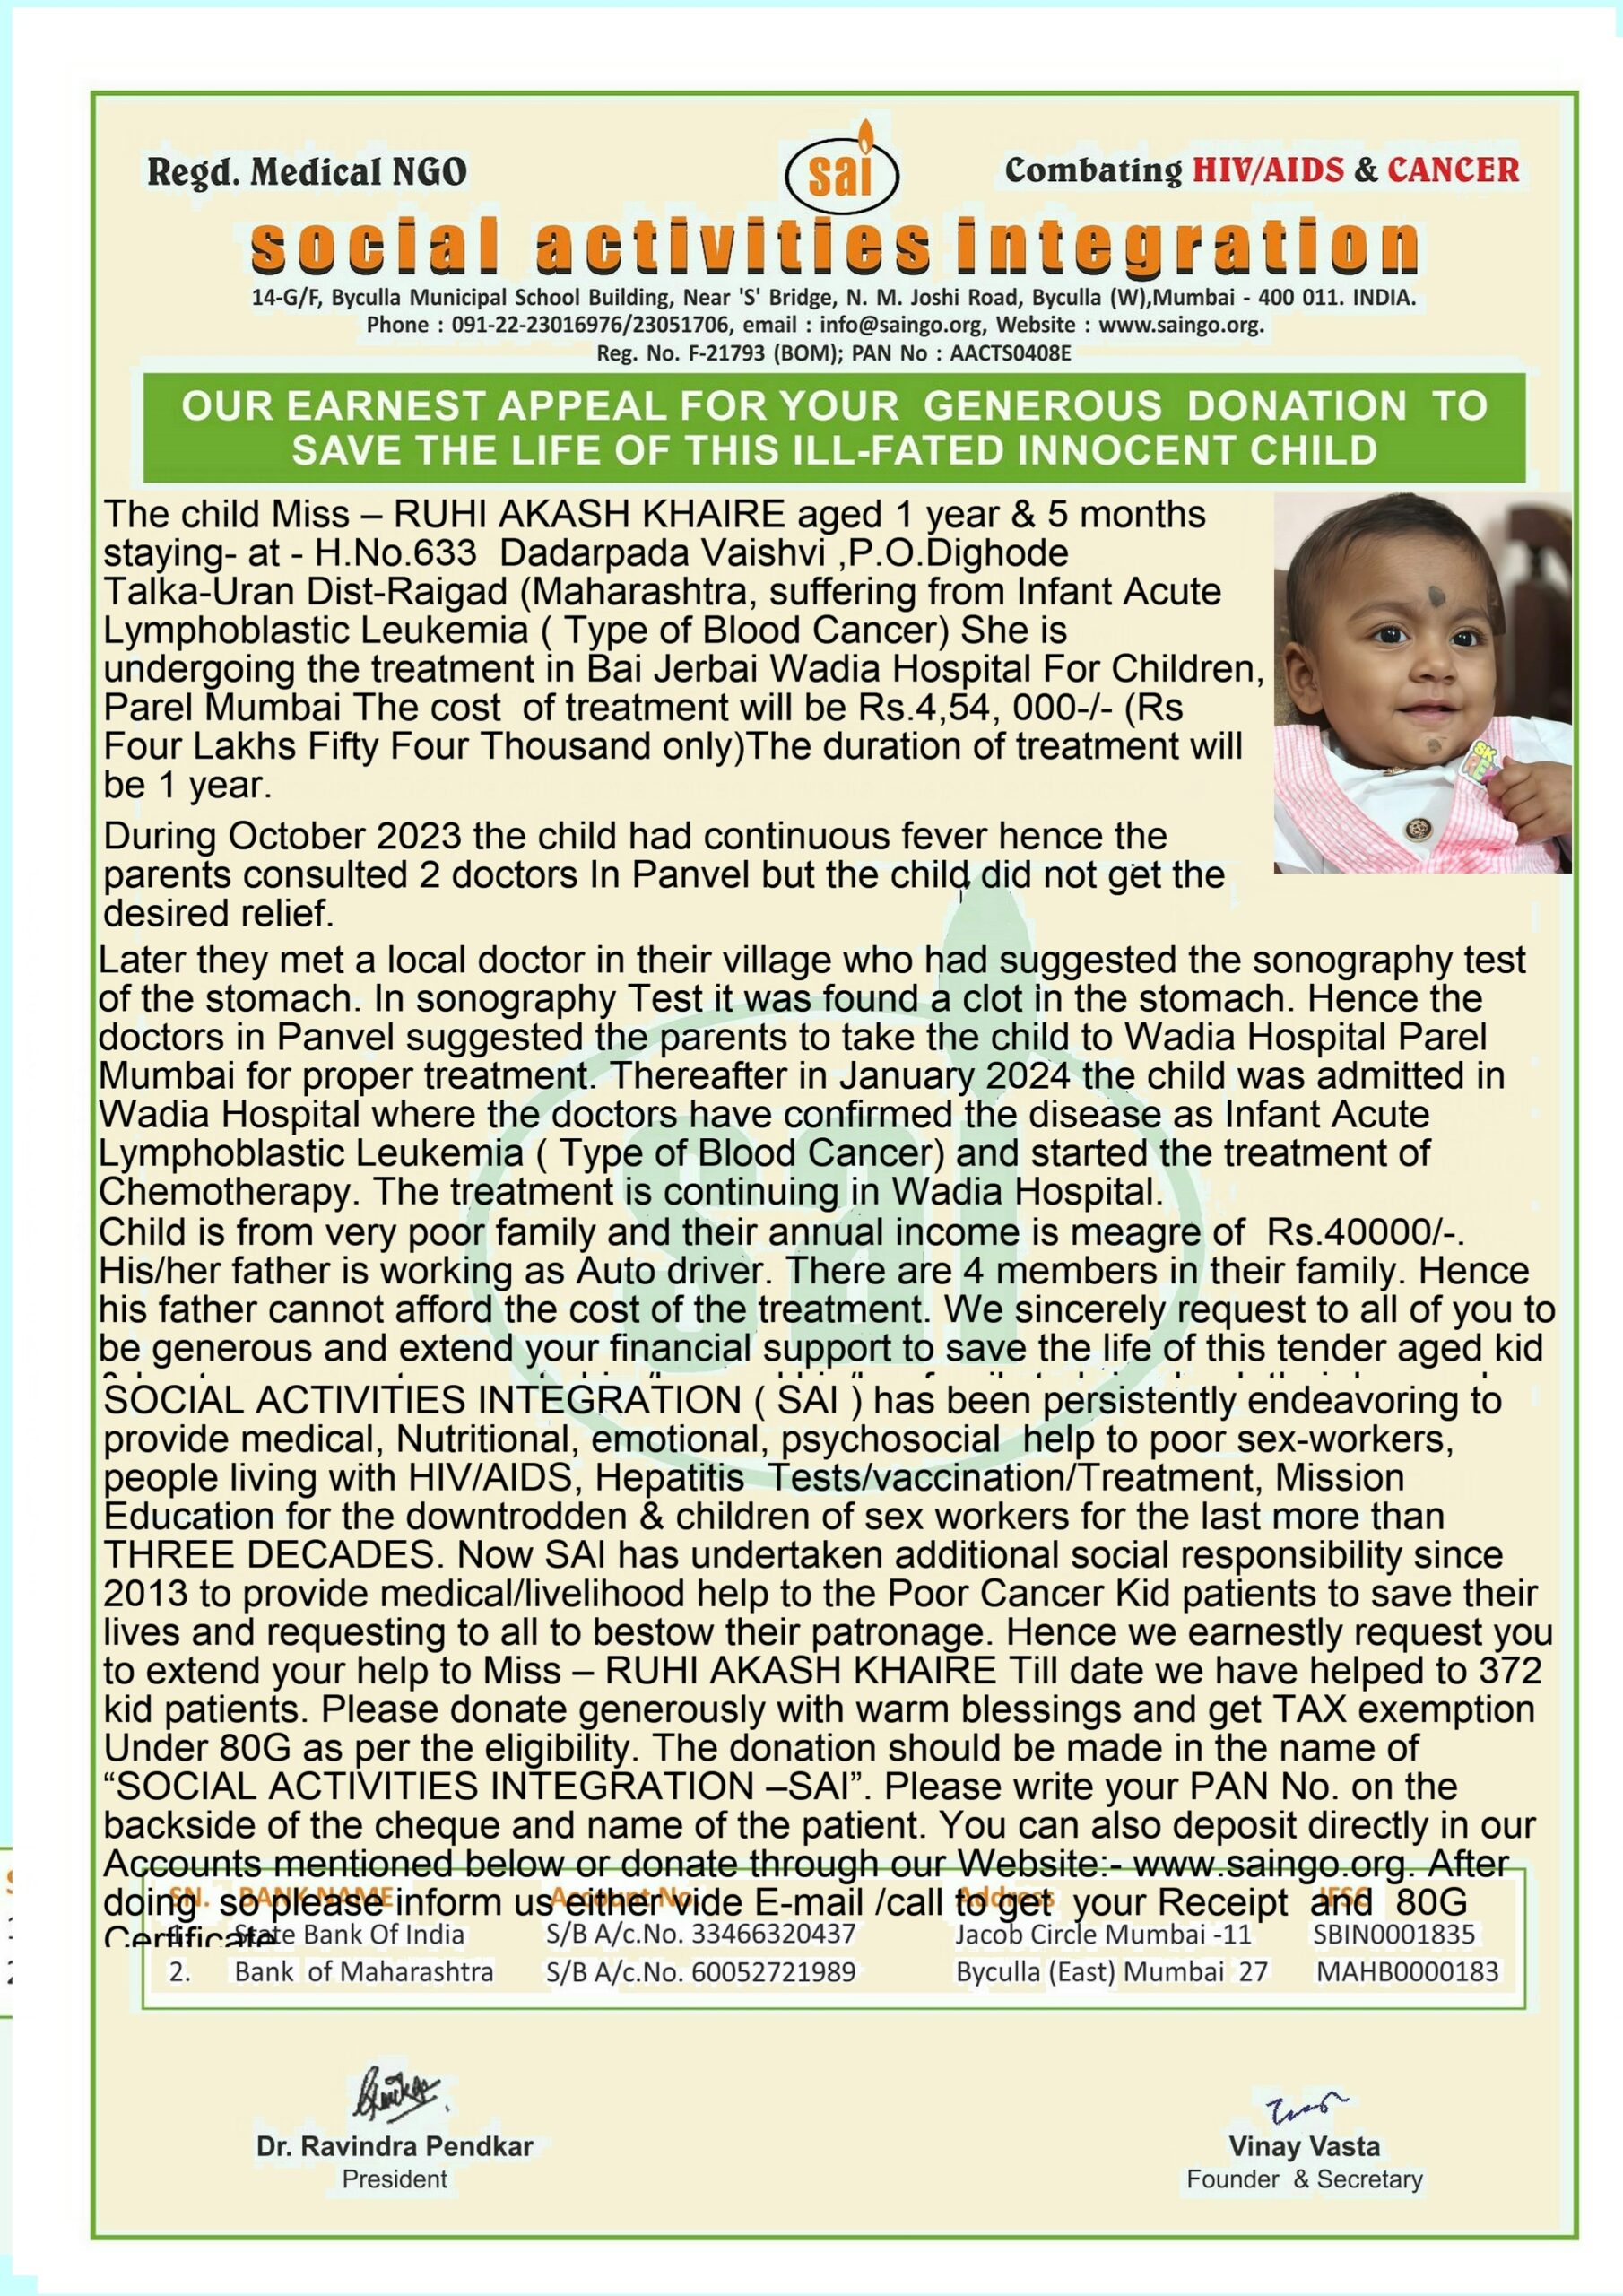 Regd. Medical NGO
sai
Combating HIV/AIDS & CANCER
social activities integration
14-G/F, Byculla Municipal School Building, Near 'S' Bridge, N. M. Joshi Road, Byculla (W),Mumbai - 400 011. INDIA.
Phone : 091-22-23016976/23051706, email : info@saingo.org, Website : www.saingo.org.
Reg. No. F-21793 (BOM); PAN No : AACTS0408E
OUR EARNEST APPEAL FOR YOUR GENEROUS DONATION TO
SAVE THE LIFE OF THIS ILL-FATED INNOCENT CHILD
The child Miss – RUHI AKASH KHAIRE aged 1 year & 5 months
staying- at - H.No.633 Dadarpada Vaishvi ,P.O.Dighode
Talka-Uran Dist-Raigad (Maharashtra, suffering from Infant Acute
Lymphoblastic Leukemia ( Type of Blood Cancer) She is
undergoing the treatment in Bai Jerbai Wadia Hospital For Children,
Parel Mumbai The cost of treatment will be Rs.4,54, 000-/- (Rs
Four Lakhs Fifty Four Thousand only)The duration of treatment will
be 1 year.
During October 2023 the child had continuous fever hence the
parents consulted 2 doctors In Panvel but the child did not get the
desired relief.
Later they met a local doctor in their village who had suggested the sonography test
of the stomach. In sonography Test it was found a clot in the stomach. Hence the
doctors in Panvel suggested the parents to take the child to Wadia Hospital Parel
Mumbai for proper treatment. Thereafter in January 2024 the child was admitted in
Wadia Hospital where the doctors have confirmed the disease as Infant Acute
Lymphoblastic Leukemia ( Type of Blood Cancer) and started the treatment of
Chemotherapy. The treatment is continuing in Wadia Hospital.
Child is from very poor family and their annual income is meagre of Rs.40000/-.
His/her father is working as Auto driver. There are 4 members in their family. Hence
his father cannot afford the cost of the treatment. We sincerely request to all of you to
be generous and extend your financial support to save the life of this tender aged kid
SOCIAL ACTIVITIES INTEGRATION ( SAI ) has been persistently endeavoring to
provide medical, Nutritional, emotional, psychosocial help to poor sex-workers,
people living with HIV/AIDS, Hepatitis Tests/vaccination/Treatment, Mission
Education for the downtrodden & children of sex workers for the last more than
THREE DECADES. Now SAI has undertaken additional social responsibility since
2013 to provide medical/livelihood help to the Poor Cancer Kid patients to save their
lives and requesting to all to bestow their patronage. Hence we earnestly request you
to extend your help to Miss – RUHI AKASH KHAIRE Till date we have helped to 372
kid patients. Please donate generously with warm blessings and get TAX exemption
Under 80G as per the eligibility. The donation should be made in the name of
“SOCIAL ACTIVITIES INTEGRATION –SAI”. Please write your PAN No. on the
backside of the cheque and name of the patient. You can also deposit directly in our
Accounts mentioned below or donate through our Website:- www.saingo.org. After
doing so please inform us either vide E-mail /call to get your Receipt and 80G
Certificate
SN. BANK NAME Account No. Address IFSC
1. State Bank Of India S/B A/c.No. 33466320437 Jacob Circle Mumbai -11 SBIN0001835
2. Bank of Maharashtra S/B A/c.No. 60052721989 Byculla (East) Mumbai 27 MAHB0000183
Dr. Ravindra Pendkar
President
Vinay Vasta
Founder & Secretary